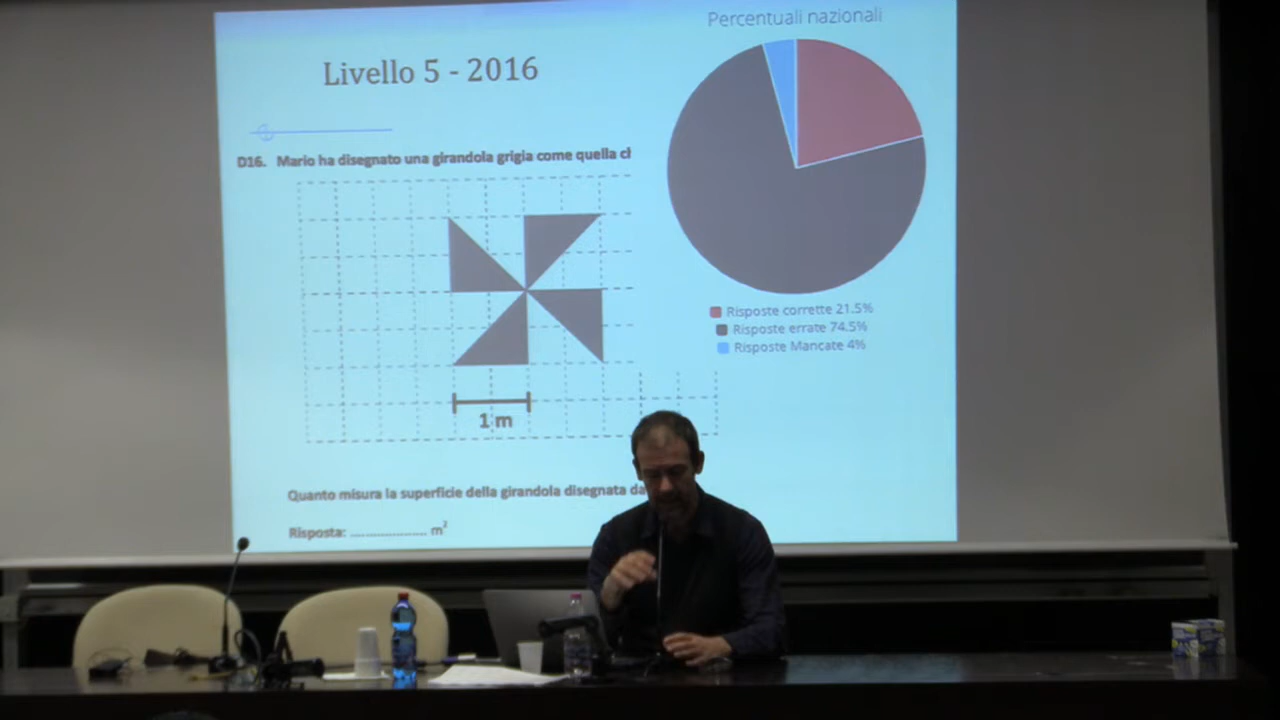 Percentuali nazionali
Livello 5 - 2016
D16. Mario ha disegnato una girandola grigia come quella
1 m
Risposte corrette 21.5%
Risposte errate 74.5%
Risposte Mancate 4%
Quanto misura la superficie della girandola disegnata
Risposta: .................... m²